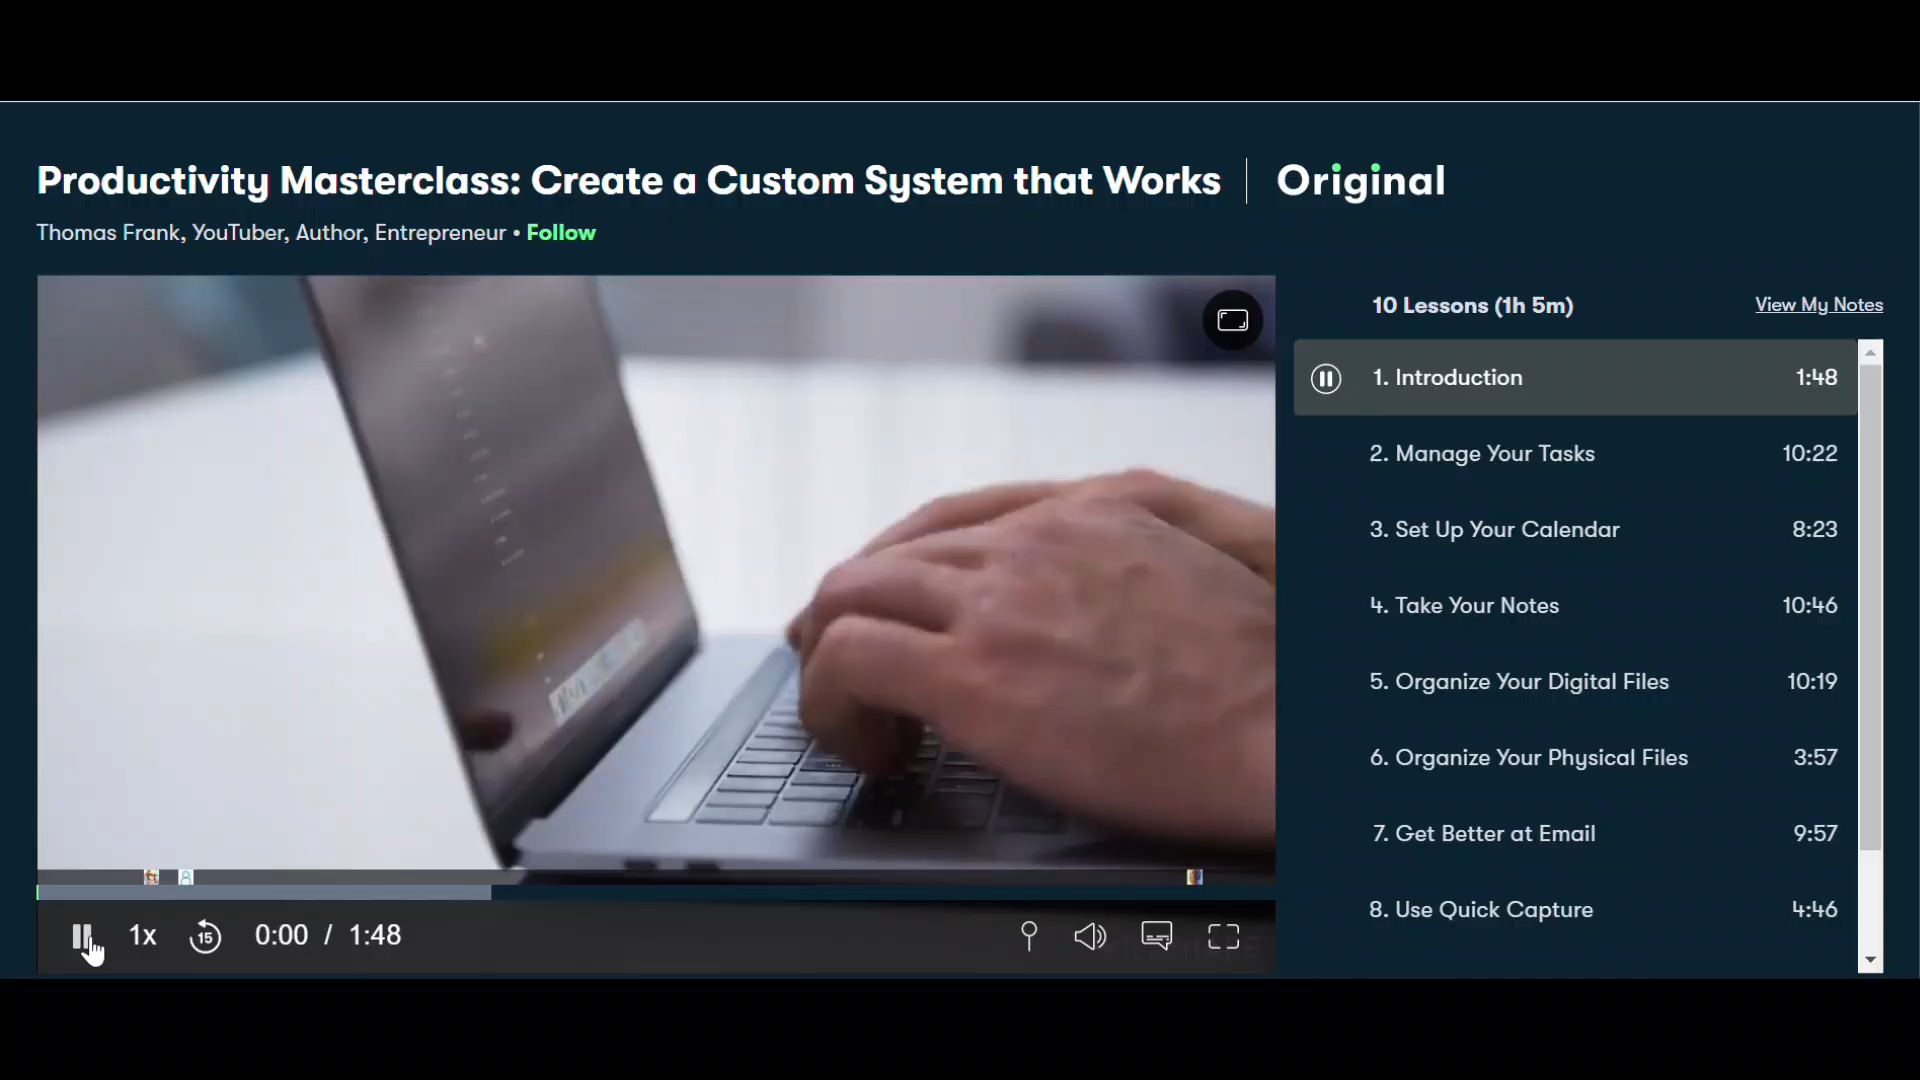 Productivity Masterclass: Create a Custom System that Works | Original
Thomas Frank, YouTuber, Author, Entrepreneur • Follow
10 Lessons (1h 5m) View My Notes
1. Introduction 1:48
2. Manage Your Tasks 10:22
3. Set Up Your Calendar 8:23
4. Take Your Notes 10:46
5. Organize Your Digital Files 10:19
6. Organize Your Physical Files 3:57
7. Get Better at Email 9:57
8. Use Quick Capture 4:46
1x 15 0:00 / 1:48